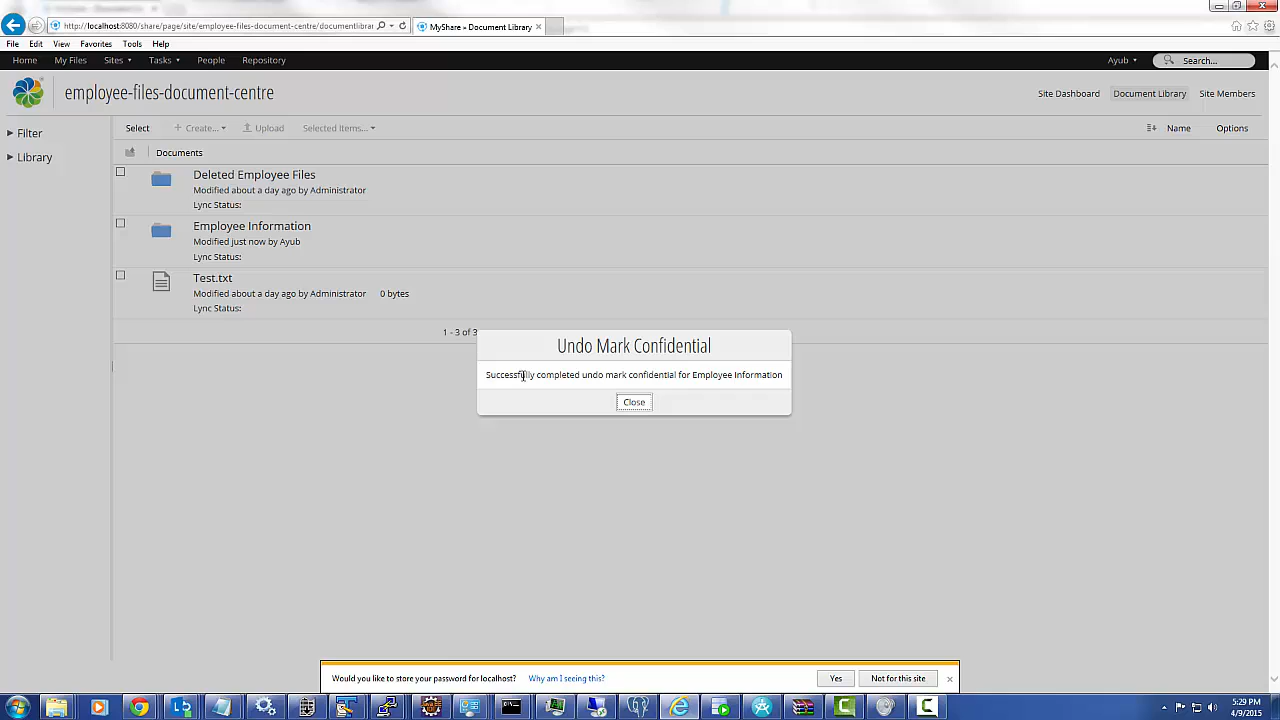 http://localhost:8080/share/page/site/employee-files-document-centre/documentlibrar
MyShare » Document Library
File Edit View Favorites Tools Help
Home My Files Sites Tasks People Repository Ayub Search...
employee-files-document-centre Site Dashboard Document Library Site Members
Filter
Library
Select + Create... Upload Selected Items... Name Options
Documents
Deleted Employee Files
Modified about a day ago by Administrator
Lync Status:
Employee Information
Modified just now by Ayub
Lync Status:
Test.txt
Modified about a day ago by Administrator 0 bytes
Lync Status:
1 - 3 of 3
Undo Mark Confidential
Successfully completed undo mark confidential for Employee Information
Close
Would you like to store your password for localhost? Why am I seeing this? Yes Not for this site
5:29 PM
4/9/2015